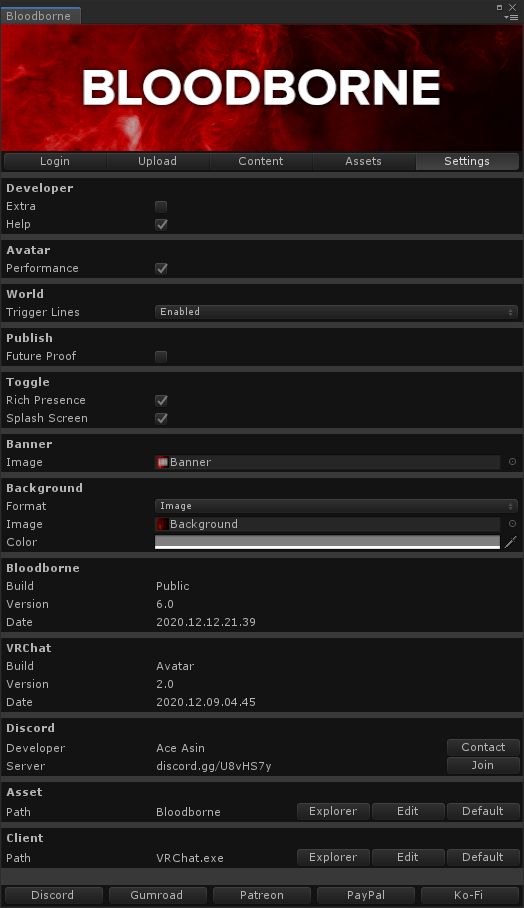 Bloodborne
BLOODBORNE
Login Upload Content Assets Settings
Developer
Extra
Help
Avatar
Performance
World
Trigger Lines Enabled
Publish
Future Proof
Toggle
Rich Presence
Splash Screen
Banner
Image Banner
Background
Format Image
Image Background
Color
Bloodborne
Build Public
Version 6.0
Date 2020.12.12.21.39
VRChat
Build Avatar
Version 2.0
Date 2020.12.09.04.45
Discord
Developer Ace Asin Contact
Server discord.gg/U8vHS7y Join
Asset
Path Bloodborne Explorer Edit Default
Client
Path VRChat.exe Explorer Edit Default
Discord Gumroad Patreon PayPal Ko-Fi